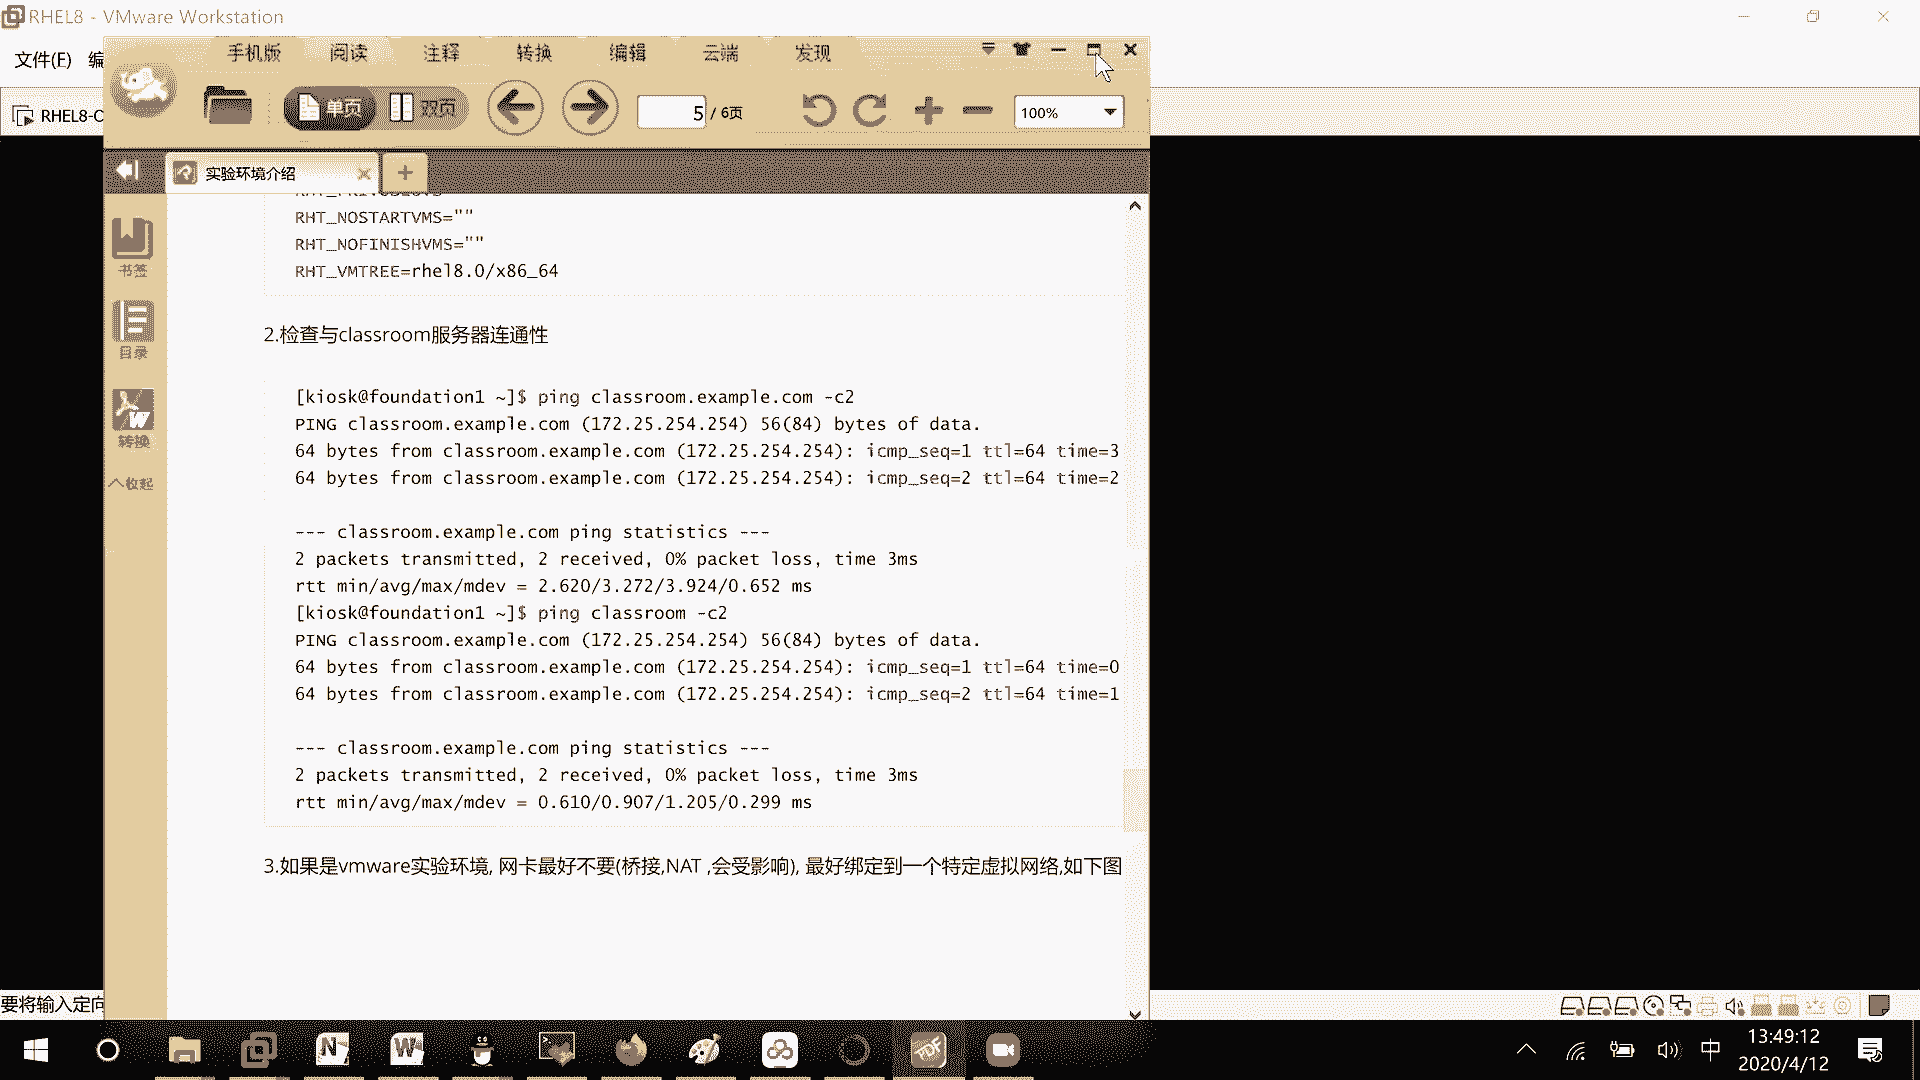 RHEL8 - VMware Workstation
文件(F) 编
RHEL8-C
手机版 阅读 注释 转换 编辑 云端 发现
单页 双页 5 / 6页 100%
实验环境介绍
书签
目录
转换
收起
RHT_NOSTARTVMS=""
RHT_NOFINISHVMS=""
RHT_VMTREE=rhel8.0/x86_64
2.检查与classroom服务器连通性
[kiosk@foundation1 ~]$ ping classroom.example.com -c2
PING classroom.example.com (172.25.254.254) 56(84) bytes of data.
64 bytes from classroom.example.com (172.25.254.254): icmp_seq=1 ttl=64 time=3
64 bytes from classroom.example.com (172.25.254.254): icmp_seq=2 ttl=64 time=2
--- classroom.example.com ping statistics ---
2 packets transmitted, 2 received, 0% packet loss, time 3ms
rtt min/avg/max/mdev = 2.620/3.272/3.924/0.652 ms
[kiosk@foundation1 ~]$ ping classroom -c2
PING classroom.example.com (172.25.254.254) 56(84) bytes of data.
64 bytes from classroom.example.com (172.25.254.254): icmp_seq=1 ttl=64 time=0
64 bytes from classroom.example.com (172.25.254.254): icmp_seq=2 ttl=64 time=1
--- classroom.example.com ping statistics ---
2 packets transmitted, 2 received, 0% packet loss, time 3ms
rtt min/avg/max/mdev = 0.610/0.907/1.205/0.299 ms
3.如果是vmware实验环境, 网卡最好不要(桥接,NAT ,会受影响), 最好绑定到一个特定虚拟网络,如下图
要将输入定向
中
13:49:12
2020/4/12